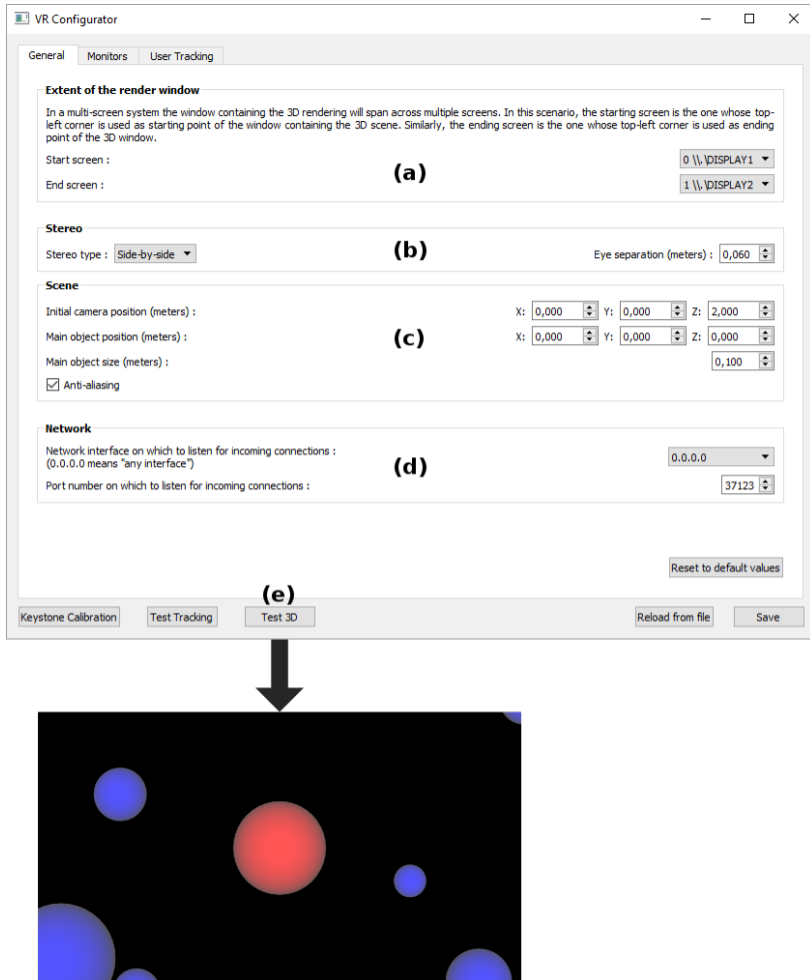 VR Configurator
General Monitors User Tracking
Extent of the render window
In a multi-screen system the window containing the 3D rendering will span across multiple screens. In this scenario, the starting screen is the one whose top-
left corner is used as starting point of the window containing the 3D scene. Similarly, the ending screen is the one whose top-left corner is used as ending
point of the 3D window.
Start screen : 0 \\.\DISPLAY1
(a)
End screen : 1 \\.\DISPLAY2
Stereo
Stereo type : Side-by-side (b) Eye separation (meters) : 0,060
Scene
Initial camera position (meters) : X: 0,000 Y: 0,000 Z: 2,000
Main object position (meters) : (c) X: 0,000 Y: 0,000 Z: 0,000
Main object size (meters) : 0,100
Anti-aliasing
Network
Network interface on which to listen for incoming connections : 0.0.0.0
(0.0.0.0 means "any interface") (d)
Port number on which to listen for incoming connections : 37123
Reset to default values
(e)
Keystone Calibration Test Tracking Test 3D Reload from file Save